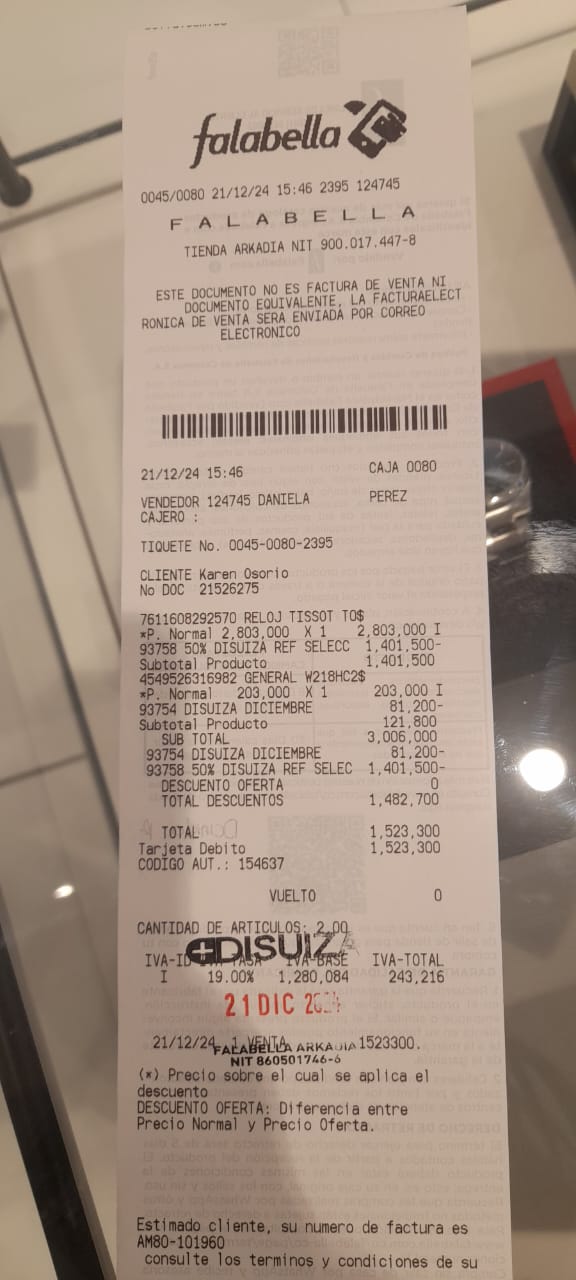 falabella
0045/0080 21/12/24 15:46 2395 124745
FALABELLA
TIENDA ARKADIA NIT 900.017.447-8
ESTE DOCUMENTO NO ES FACTURA DE VENTA NI
DOCUMENTO EQUIVALENTE, LA FACTURAELECT
RONICA DE VENTA SERA ENVIADA POR CORREO
ELECTRONICO
21/12/24 15:46 CAJA 0080
VENDEDOR 124745 DANIELA PEREZ
CAJERO :
TIQUETE No. 0045-0080-2395
CLIENTE Karen Osorio
No DOC 21526275
7611608292570 RELOJ TISSOT TO$
*P. Normal 2,803,000 X 1 2,803,000 I
93758 50% DISUIZA REF SELECC 1,401,500-
Subtotal Producto 1,401,500
4549526316982 GENERAL W218HC2$
*P. Normal 203,000 X 1 203,000 I
93754 DISUIZA DICIEMBRE 81,200-
Subtotal Producto 121,800
SUB TOTAL 3,006,000
93754 DISUIZA DICIEMBRE 81,200-
93758 50% DISUIZA REF SELEC 1,401,500-
DESCUENTO OFERTA 0
TOTAL DESCUENTOS 1,482,700
TOTAL 1,523,300
Tarjeta Debito 1,523,300
CODIGO AUT.: 154637
VUELTO 0
CANTIDAD DE ARTICULOS: 2.00
DISUIZA
IVA-ID IVA-TASA IVA-BASE IVA-TOTAL
I 19.00% 1,280,084 243,216
21 DIC
21/12/24 1 VENTA 1523300.
FALABELLA ARKADIA
NIT 860501746-6
(*) Precio sobre el cual se aplica el
descuento
DESCUENTO OFERTA: Diferencia entre
Precio Normal y Precio Oferta.
Estimado cliente, su numero de factura es
AM80-101960
consulte los terminos y condiciones de su